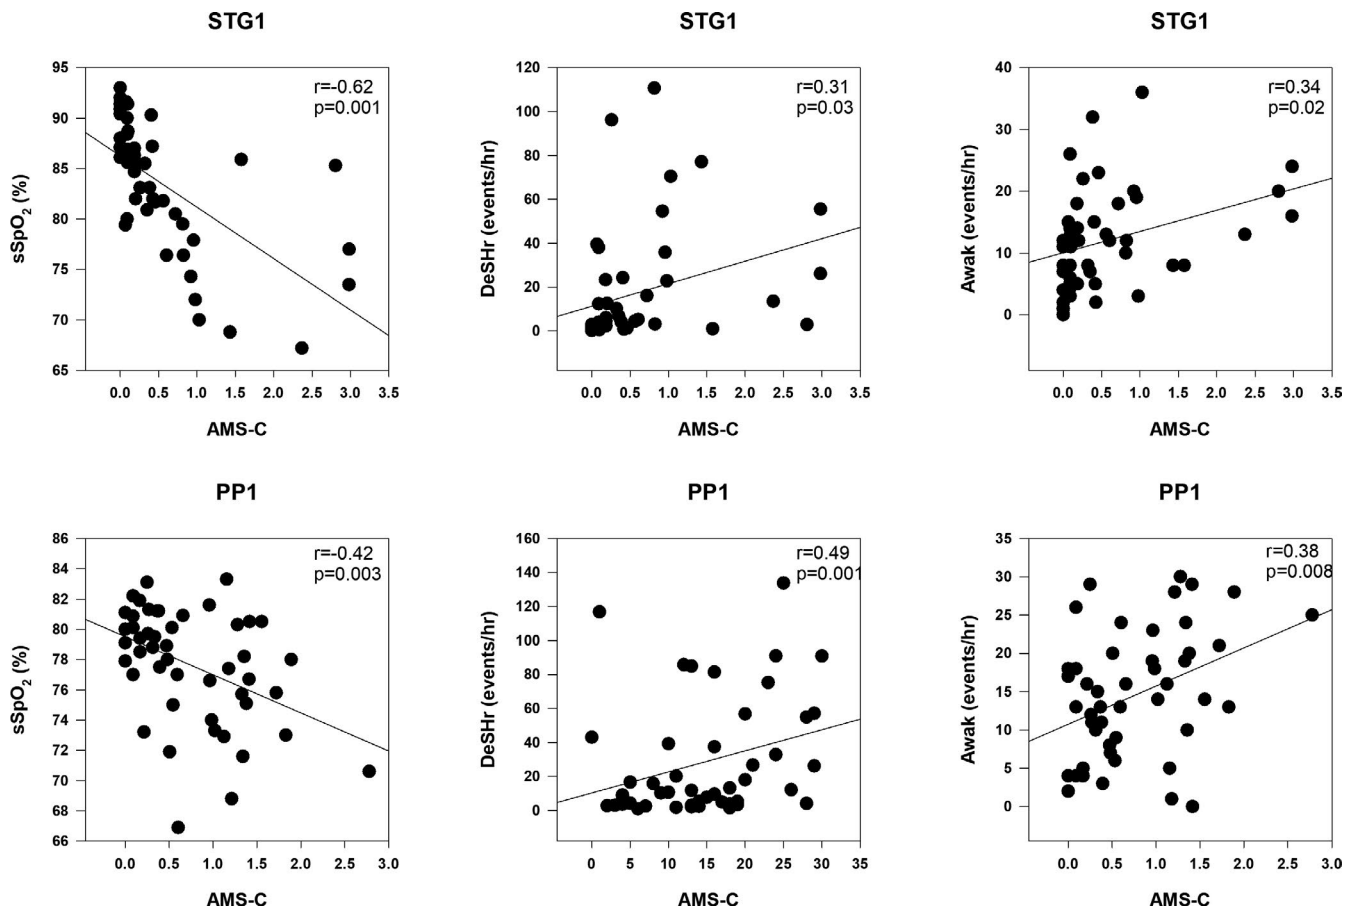 STG1
r=-0.62
p=0.001
sSpO2 (%)
95
90
85
80
75
70
65
0.0 0.5 1.0 1.5 2.0 2.5 3.0 3.5
AMS-C
STG1
r=0.31
p=0.03
DeSHr (events/hr)
120
100
80
60
40
20
0
0.0 0.5 1.0 1.5 2.0 2.5 3.0 3.5
AMS-C
STG1
r=0.34
p=0.02
Awak (events/hr)
40
30
20
10
0
0.0 0.5 1.0 1.5 2.0 2.5 3.0 3.5
AMS-C
PP1
r=-0.42
p=0.003
sSpO2 (%)
86
84
82
80
78
76
74
72
70
68
66
0.0 0.5 1.0 1.5 2.0 2.5 3.0
AMS-C
PP1
r=0.49
p=0.001
DeSHr (events/hr)
160
140
120
100
80
60
40
20
0
0 5 10 15 20 25 30 35
AMS-C
PP1
r=0.38
p=0.008
Awak (events/hr)
35
30
25
20
15
10
5
0
0.0 0.5 1.0 1.5 2.0 2.5 3.0
AMS-C